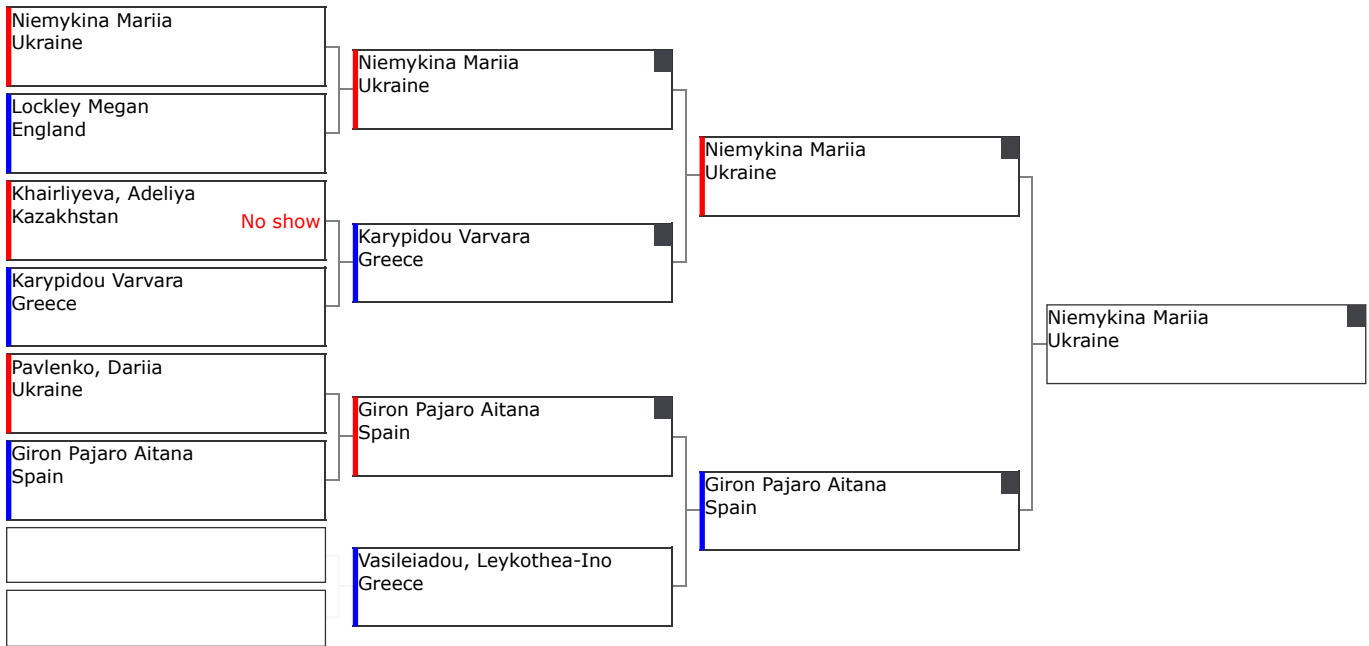 Niemykina Mariia
Ukraine
Lockley Megan
England
Khairliyeva, Adeliya
Kazakhstan
No show
Karypidou Varvara
Greece
Pavlenko, Dariia
Ukraine
Giron Pajaro Aitana
Spain
Niemykina Mariia
Ukraine
Karypidou Varvara
Greece
Giron Pajaro Aitana
Spain
Vasileiadou, Leykothea-Ino
Greece
Niemykina Mariia
Ukraine
Giron Pajaro Aitana
Spain
Niemykina Mariia
Ukraine